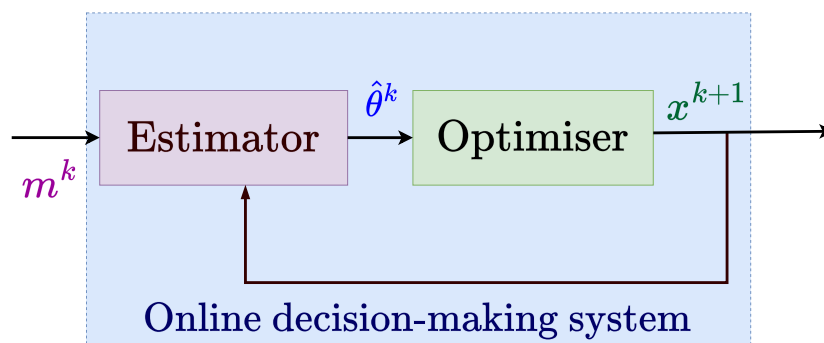 m^k
Estimator
θ̂^k
Optimiser
x^{k+1}
Online decision-making system